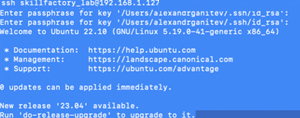 ssh skillfactory_lab@192.168.1.127
Enter passphrase for key '/Users/alexandranitev/.ssh/id_rsa':
Enter passphrase for key '/Users/alexandranitev/.ssh/id_rsa':
Welcome to Ubuntu 22.10 (GNU/Linux 5.19.0-41-generic x86_64)
* Documentation: https://help.ubuntu.com
* Management: https://landscape.canonical.com
* Support: https://ubuntu.com/advantage
0 updates can be applied immediately.
New release '23.04' available.
Run 'do-release-upgrade' to upgrade to it.